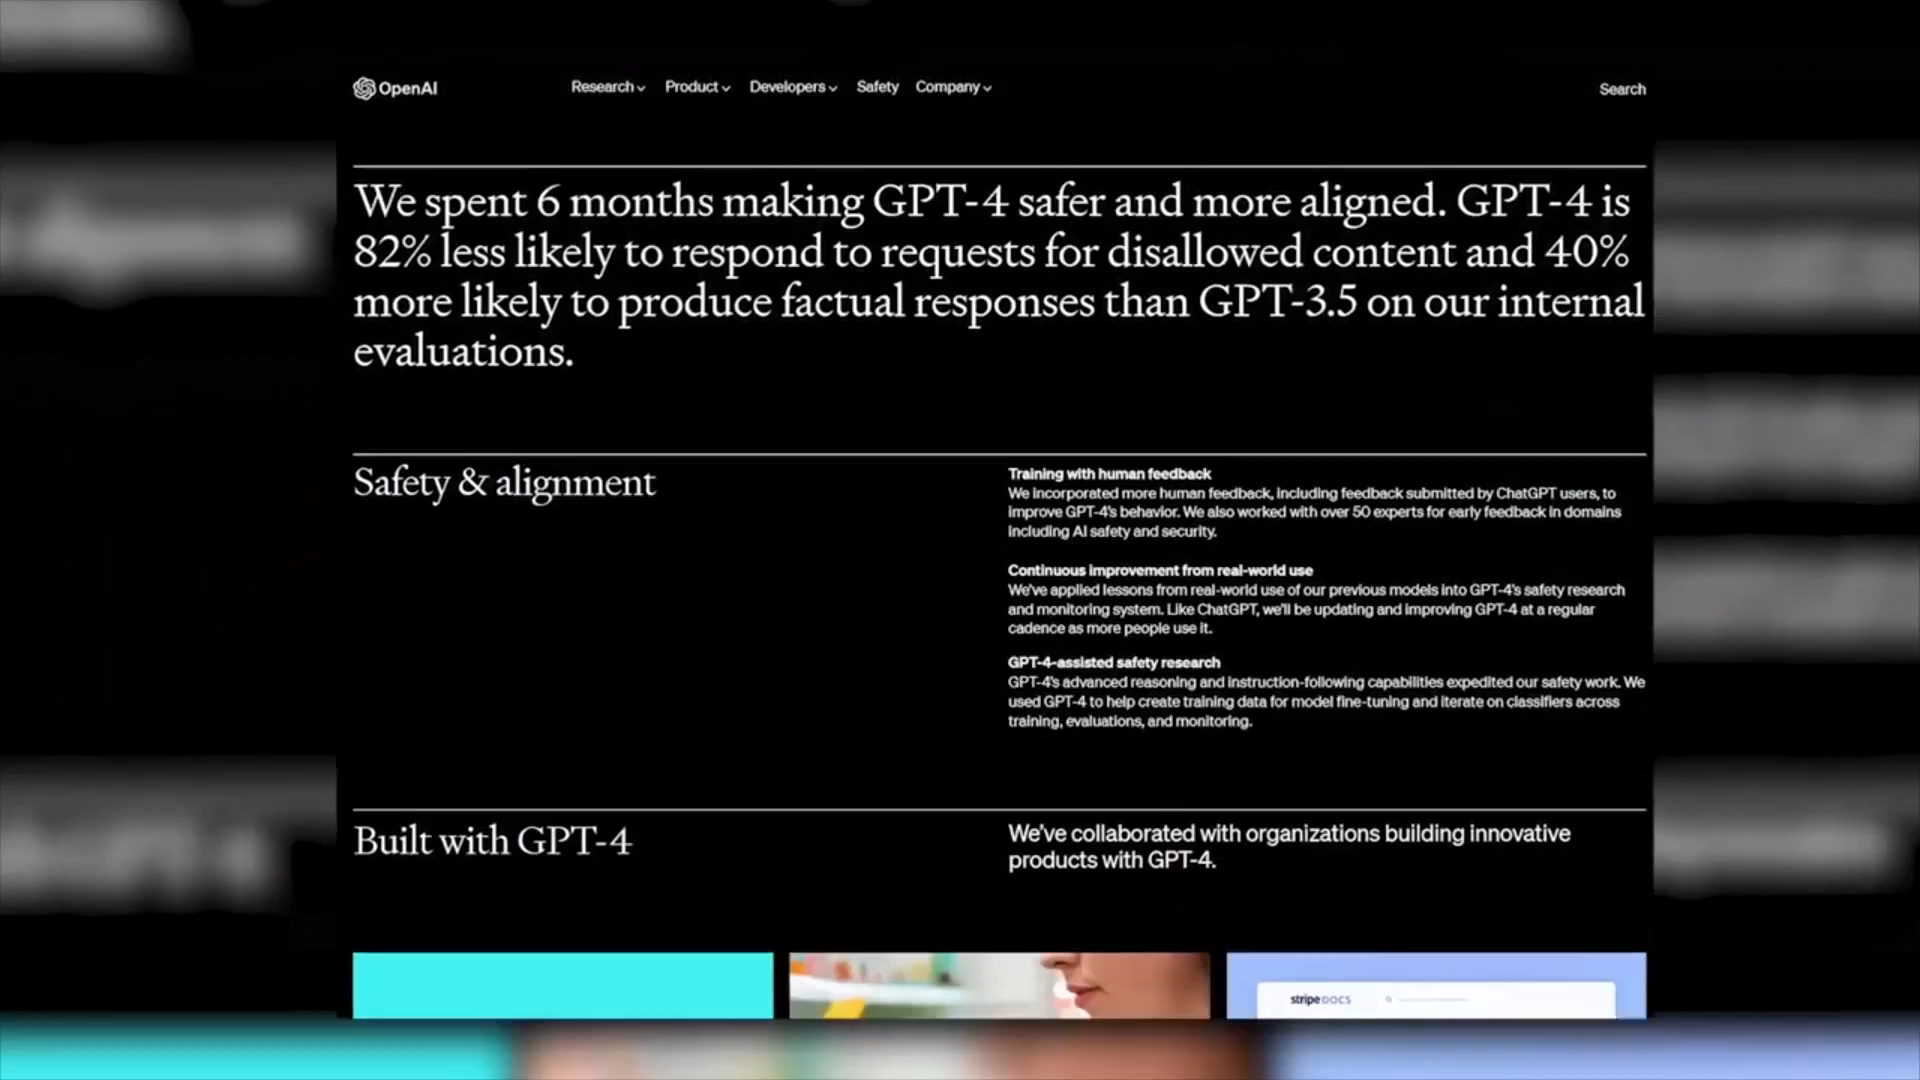 OpenAI
Research
Product
Developers
Safety
Company
Search
We spent 6 months making GPT-4 safer and more aligned. GPT-4 is
82% less likely to respond to requests for disallowed content and 40%
more likely to produce factual responses than GPT-3.5 on our internal
evaluations.
Safety & alignment
Training with human feedback
We incorporated more human feedback, including feedback submitted by ChatGPT users, to
improve GPT-4's behavior. We also worked with over 50 experts for early feedback in domains
including AI safety and security.
Continuous improvement from real-world use
We've applied lessons from real-world use of our previous models into GPT-4's safety research
and monitoring system. Like ChatGPT, we'll be updating and improving GPT-4 at a regular
cadence as more people use it.
GPT-4-assisted safety research
GPT-4's advanced reasoning and instruction-following capabilities expedited our safety work. We
used GPT-4 to help create training data for model fine-tuning and iterate on classifiers across
training, evaluations, and monitoring.
Built with GPT-4
We've collaborated with organizations building innovative
products with GPT-4.
stripe DOCS